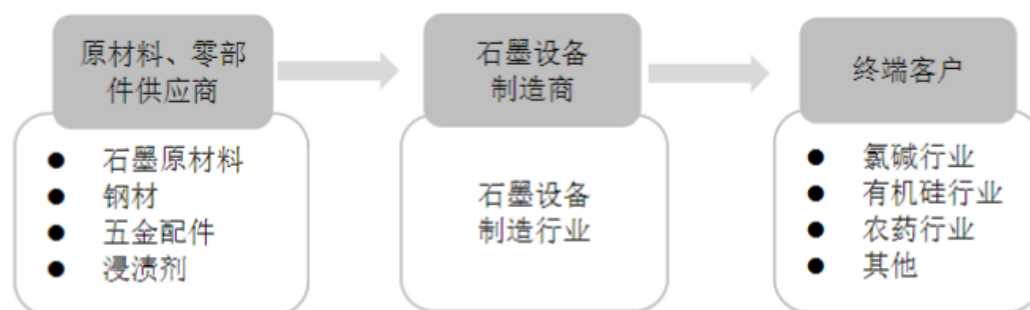 原材料、零部
件供应商
● 石墨原材料
● 钢材
● 五金配件
● 浸渍剂
石墨设备
制造商
石墨设备
制造行业
终端客户
● 氯碱行业
● 有机硅行业
● 农药行业
● 其他